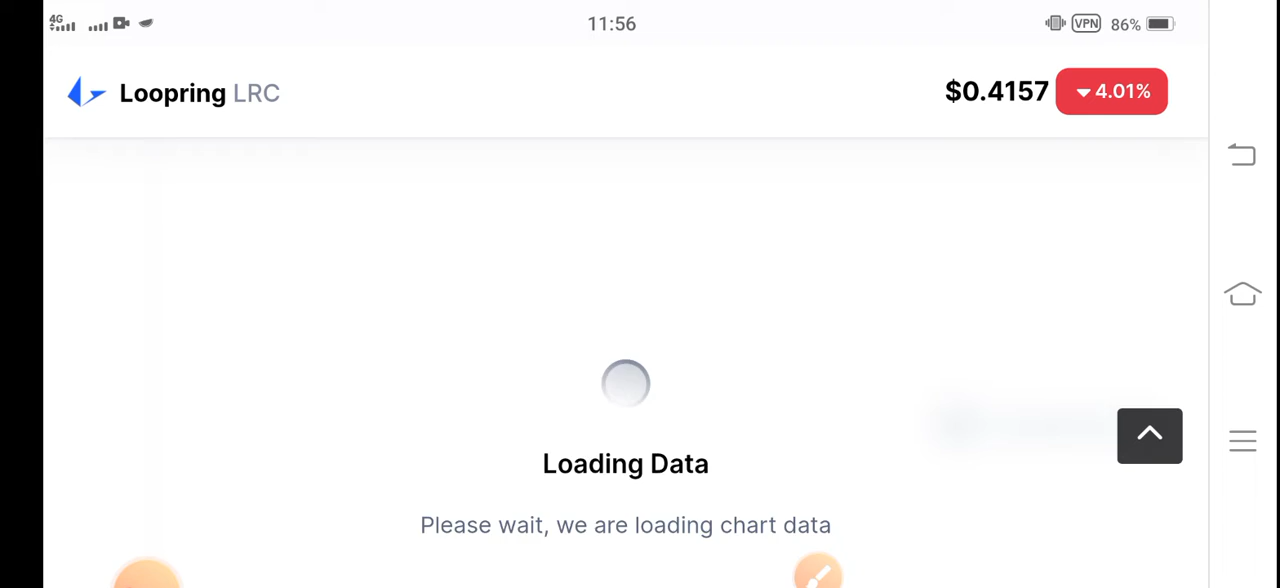 4G
11:56
VPN
86%
Loopring LRC
$0.4157
4.01%
Loading Data
Please wait, we are loading chart data